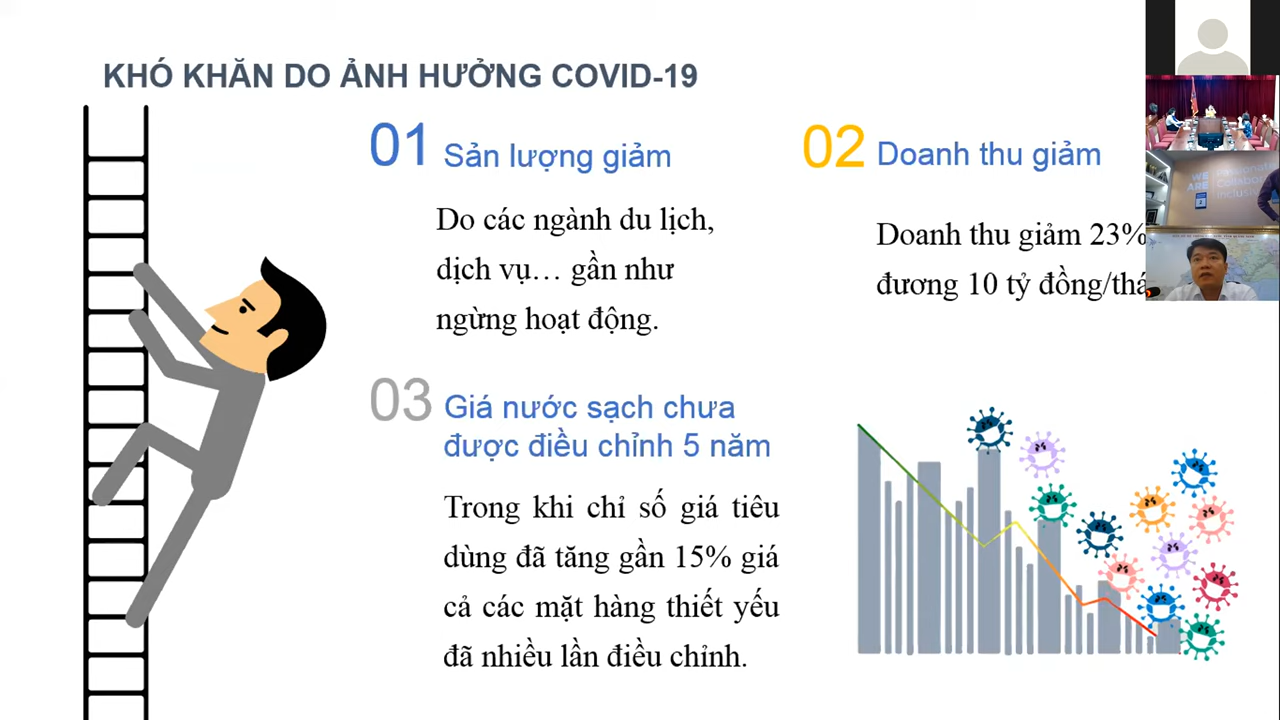 KHÓ KHĂN DO ẢNH HƯỞNG COVID-19
01 Sản lượng giảm
Do các ngành du lịch,
dịch vụ… gần như
ngừng hoạt động.
02 Doanh thu giảm
Doanh thu giảm 23%
đương 10 tỷ đồng/thá
03 Giá nước sạch chưa
được điều chỉnh 5 năm
Trong khi chỉ số giá tiêu
dùng đã tăng gần 15% giá
cả các mặt hàng thiết yếu
đã nhiều lần điều chỉnh.
WE
ARE